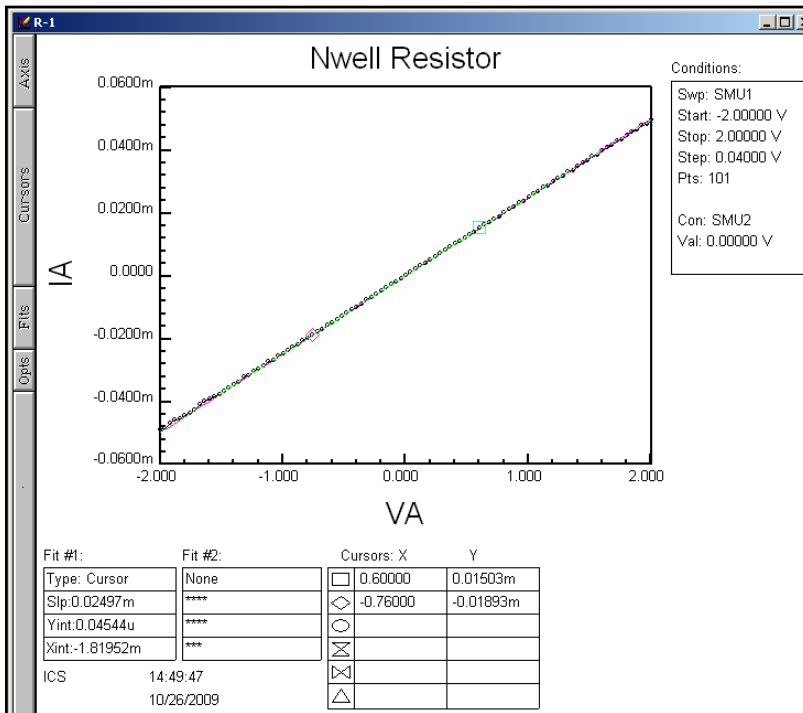 R-1
Axis
Cursors
Fits
Opts
Nwell Resistor
0.0600m
0.0400m
0.0200m
0.0000
-0.0200m
-0.0400m
-0.0600m
IA
-2.000
-1.000
0.000
1.000
2.000
VA
Conditions:
Swp: SMU1
Start: -2.00000 V
Stop: 2.00000 V
Step: 0.04000 V
Pts: 101
Con: SMU2
Val: 0.00000 V
Fit #1:
Type: Cursor
Slp:0.02497m
Yint:0.04544u
Xint:-1.81952m
Fit #2:
None
****
****
***
Cursors: X Y
0.60000 0.01503m
-0.76000 -0.01893m
ICS 14:49:47
10/26/2009